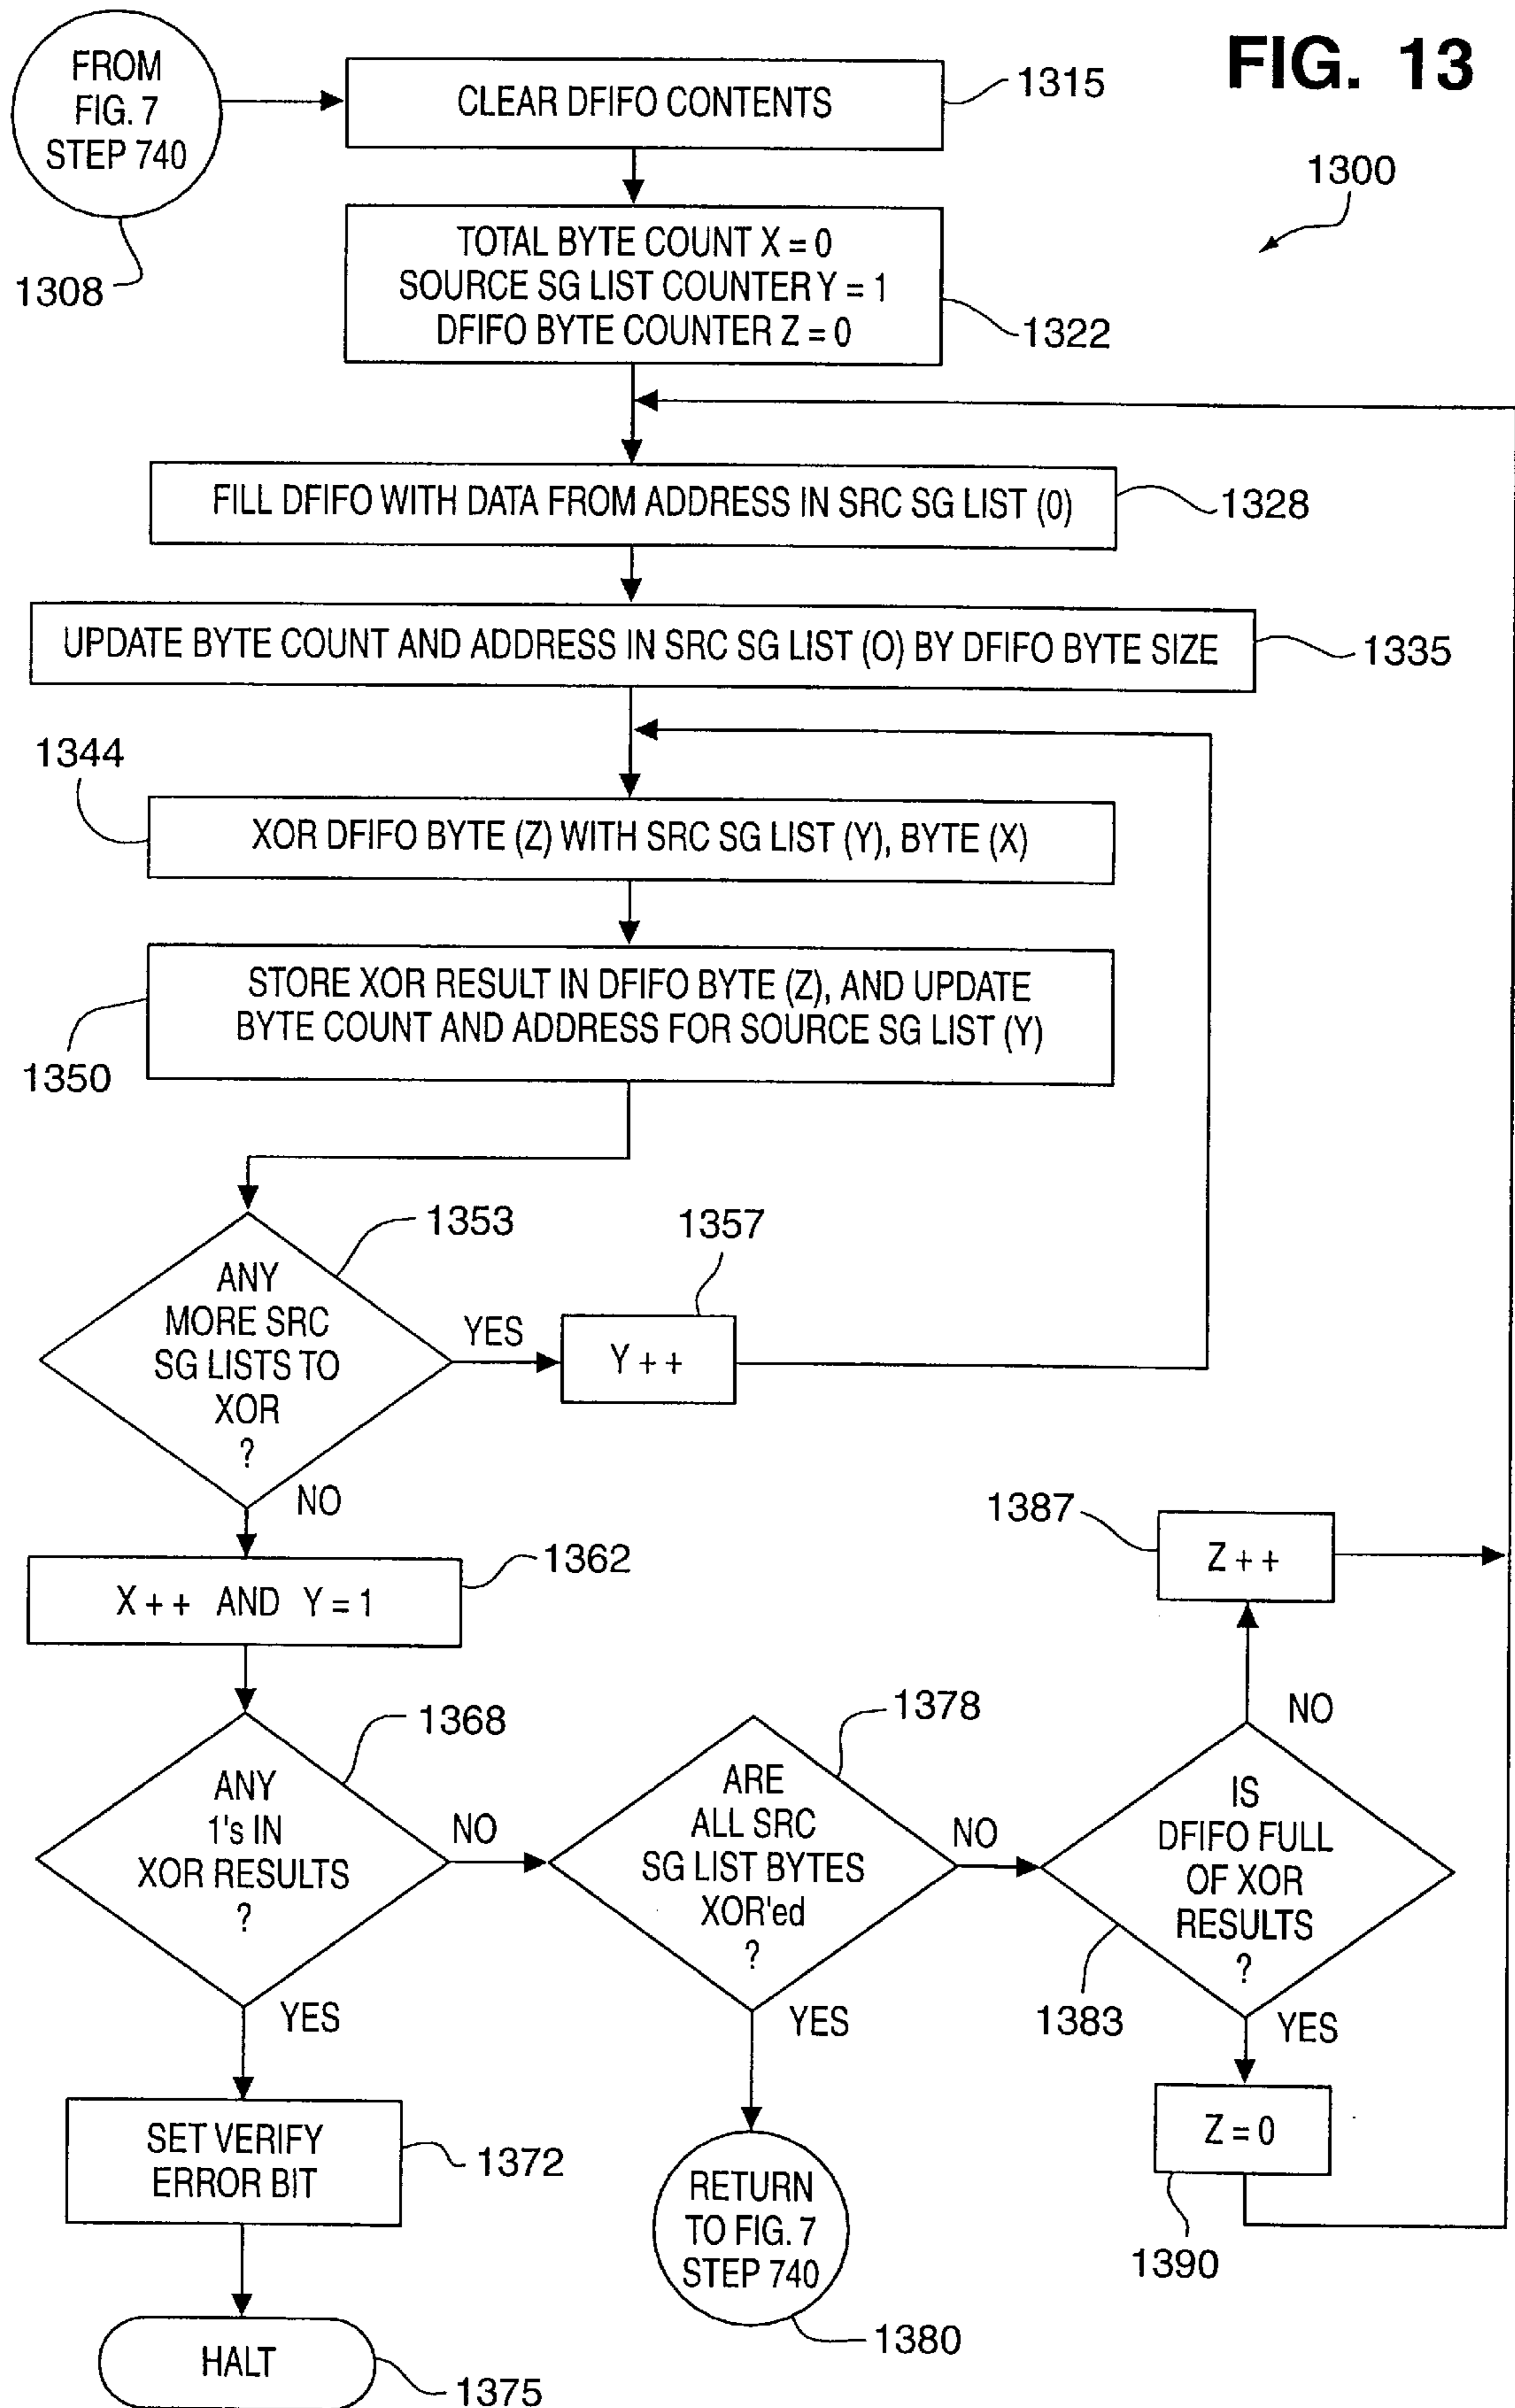 FIG. 13
FROM
FIG. 7
STEP 740
1308
CLEAR DFIFO CONTENTS
1315
1300
TOTAL BYTE COUNT X = 0
SOURCE SG LIST COUNTER Y = 1
DFIFO BYTE COUNTER Z = 0
1322
FILL DFIFO WITH DATA FROM ADDRESS IN SRC SG LIST (0)
1328
UPDATE BYTE COUNT AND ADDRESS IN SRC SG LIST (O) BY DFIFO BYTE SIZE
1335
1344
XOR DFIFO BYTE (Z) WITH SRC SG LIST (Y), BYTE (X)
STORE XOR RESULT IN DFIFO BYTE (Z), AND UPDATE
BYTE COUNT AND ADDRESS FOR SOURCE SG LIST (Y)
1350
1353
ANY
MORE SRC
SG LISTS TO
XOR
?
YES
1357
Y + +
NO
X + + AND Y = 1
1362
1368
ANY
1's IN
XOR RESULTS
?
NO
YES
SET VERIFY
ERROR BIT
1372
HALT
1375
1378
ARE
ALL SRC
SG LIST BYTES
XOR'ed
?
NO
YES
RETURN
TO FIG. 7
STEP 740
1380
1387
Z + +
NO
IS
DFIFO FULL
OF XOR
RESULTS
?
1383
YES
Z = 0
1390